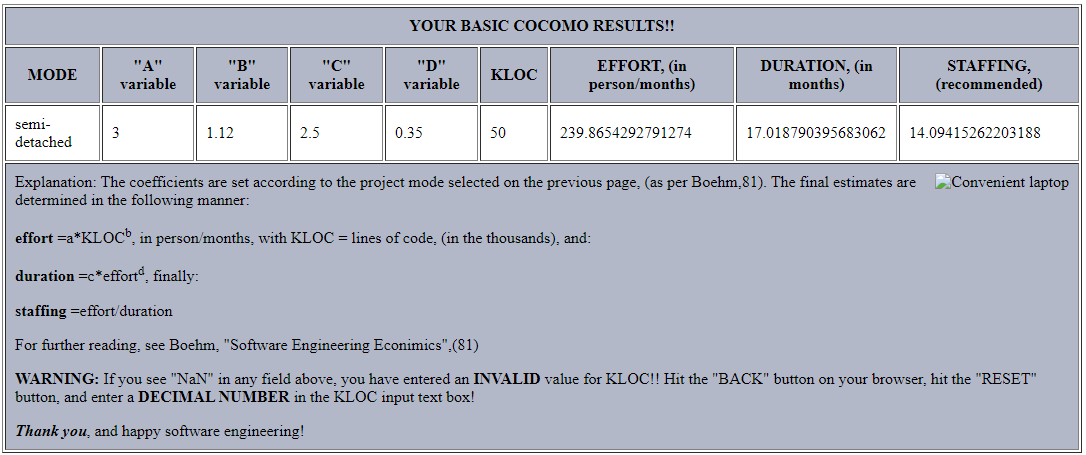 YOUR BASIC COCOMO RESULTS!!
MODE
"A" variable
"B" variable
"C" variable
"D" variable
KLOC
EFFORT, (in person/months)
DURATION, (in months)
STAFFING, (recommended)
semi-detached
3
1.12
2.5
0.35
50
239.8654292791274
17.018790395683062
14.09415262203188
Explanation: The coefficients are set according to the project mode selected on the previous page, (as per Boehm,81). The final estimates are
determined in the following manner:
Convenient laptop
effort =a*KLOCᵇ, in person/months, with KLOC = lines of code, (in the thousands), and:
duration =c*effortᵈ, finally:
staffing =effort/duration
For further reading, see Boehm, "Software Engineering Econimics",(81)
WARNING: If you see "NaN" in any field above, you have entered an INVALID value for KLOC!! Hit the "BACK" button on your browser, hit the "RESET"
button, and enter a DECIMAL NUMBER in the KLOC input text box!
Thank you, and happy software engineering!